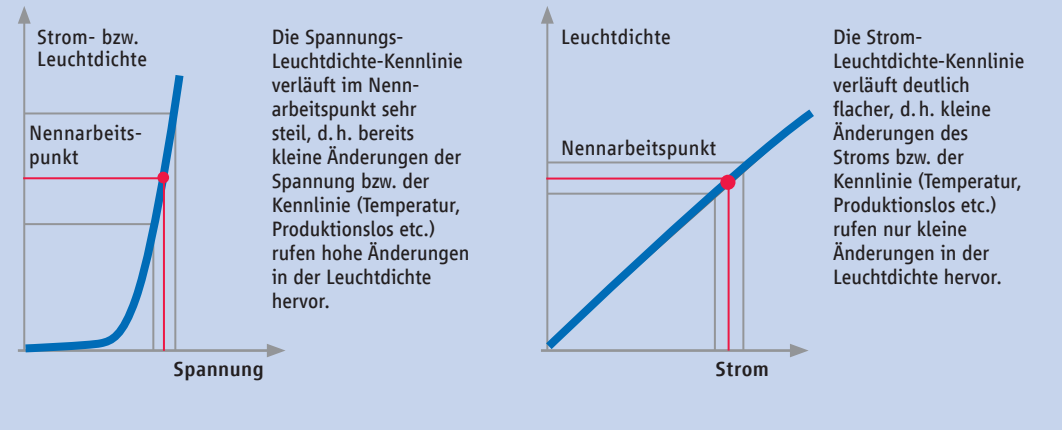 Strom- bzw.
Leuchtdichte
Nennarbeits-
punkt
Spannung
Die Spannungs-
Leuchtdichte-Kennlinie
verläuft im Nenn-
arbeitspunkt sehr
steil, d. h. bereits
kleine Änderungen der
Spannung bzw. der
Kennlinie (Temperatur,
Produktionslos etc.)
rufen hohe Änderungen
in der Leuchtdichte
hervor.
Leuchtdichte
Nennarbeitspunkt
Strom
Die Strom-
Leuchtdichte-Kennlinie
verläuft deutlich
flacher, d. h. kleine
Änderungen des
Stroms bzw. der
Kennlinie (Temperatur,
Produktionslos etc.)
rufen nur kleine
Änderungen in der
Leuchtdichte hervor.